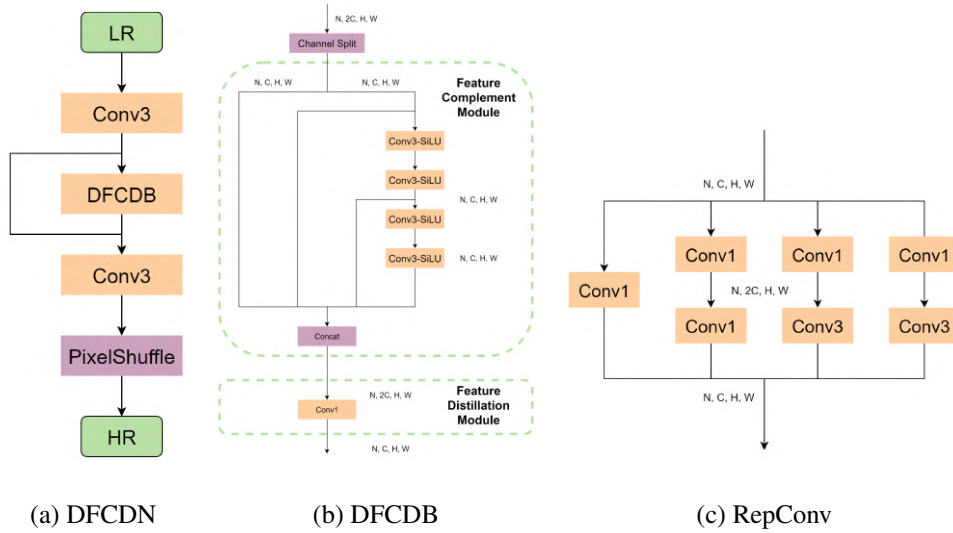 LR
Conv3
DFCDB
Conv3
PixelShuffle
HR
(a) DFCDN
N, 2C, H, W
Channel Split
N, C, H, W
N, C, H, W
Feature
Complement
Module
Conv3-SiLU
Conv3-SiLU
N, C, H, W
Conv3-SiLU
Conv3-SiLU
N, C, H, W
Concat
Feature
Distillation
Module
N, 2C, H, W
Conv1
N, C, H, W
(b) DFCDB
N, C, H, W
Conv1
Conv1
Conv1
Conv1
N, 2C, H, W
Conv1
Conv3
Conv3
N, C, H, W
(c) RepConv